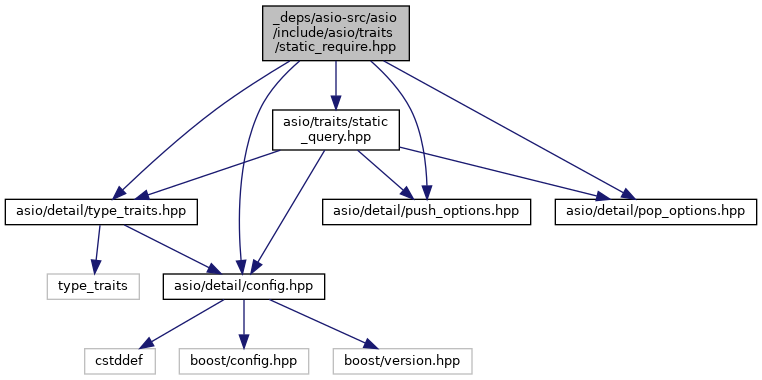 _deps/asio-src/asio
/include/asio/traits
/static_require.hpp
asio/traits/static
_query.hpp
asio/detail/type_traits.hpp
asio/detail/push_options.hpp
asio/detail/pop_options.hpp
type_traits
asio/detail/config.hpp
cstddef
boost/config.hpp
boost/version.hpp